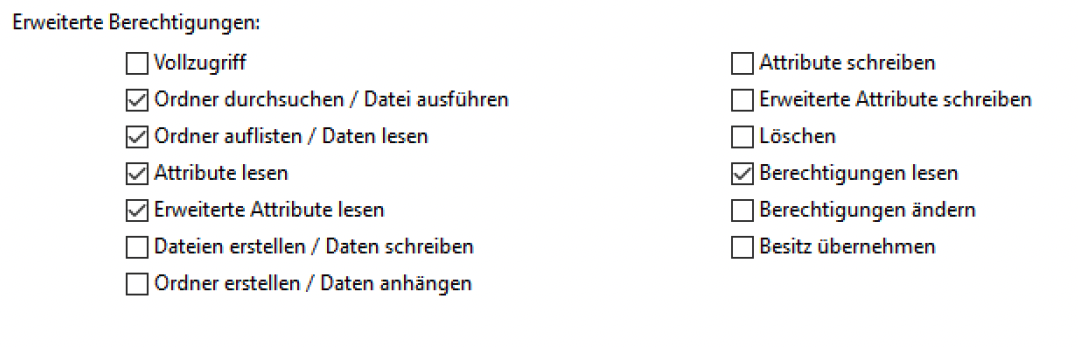 Erweiterte Berechtigungen:
Vollzugriff
Ordner durchsuchen / Datei ausführen
Ordner auflisten / Daten lesen
Attribute lesen
Erweiterte Attribute lesen
Dateien erstellen / Daten schreiben
Ordner erstellen / Daten anhängen
Attribute schreiben
Erweiterte Attribute schreiben
Löschen
Berechtigungen lesen
Berechtigungen ändern
Besitz übernehmen